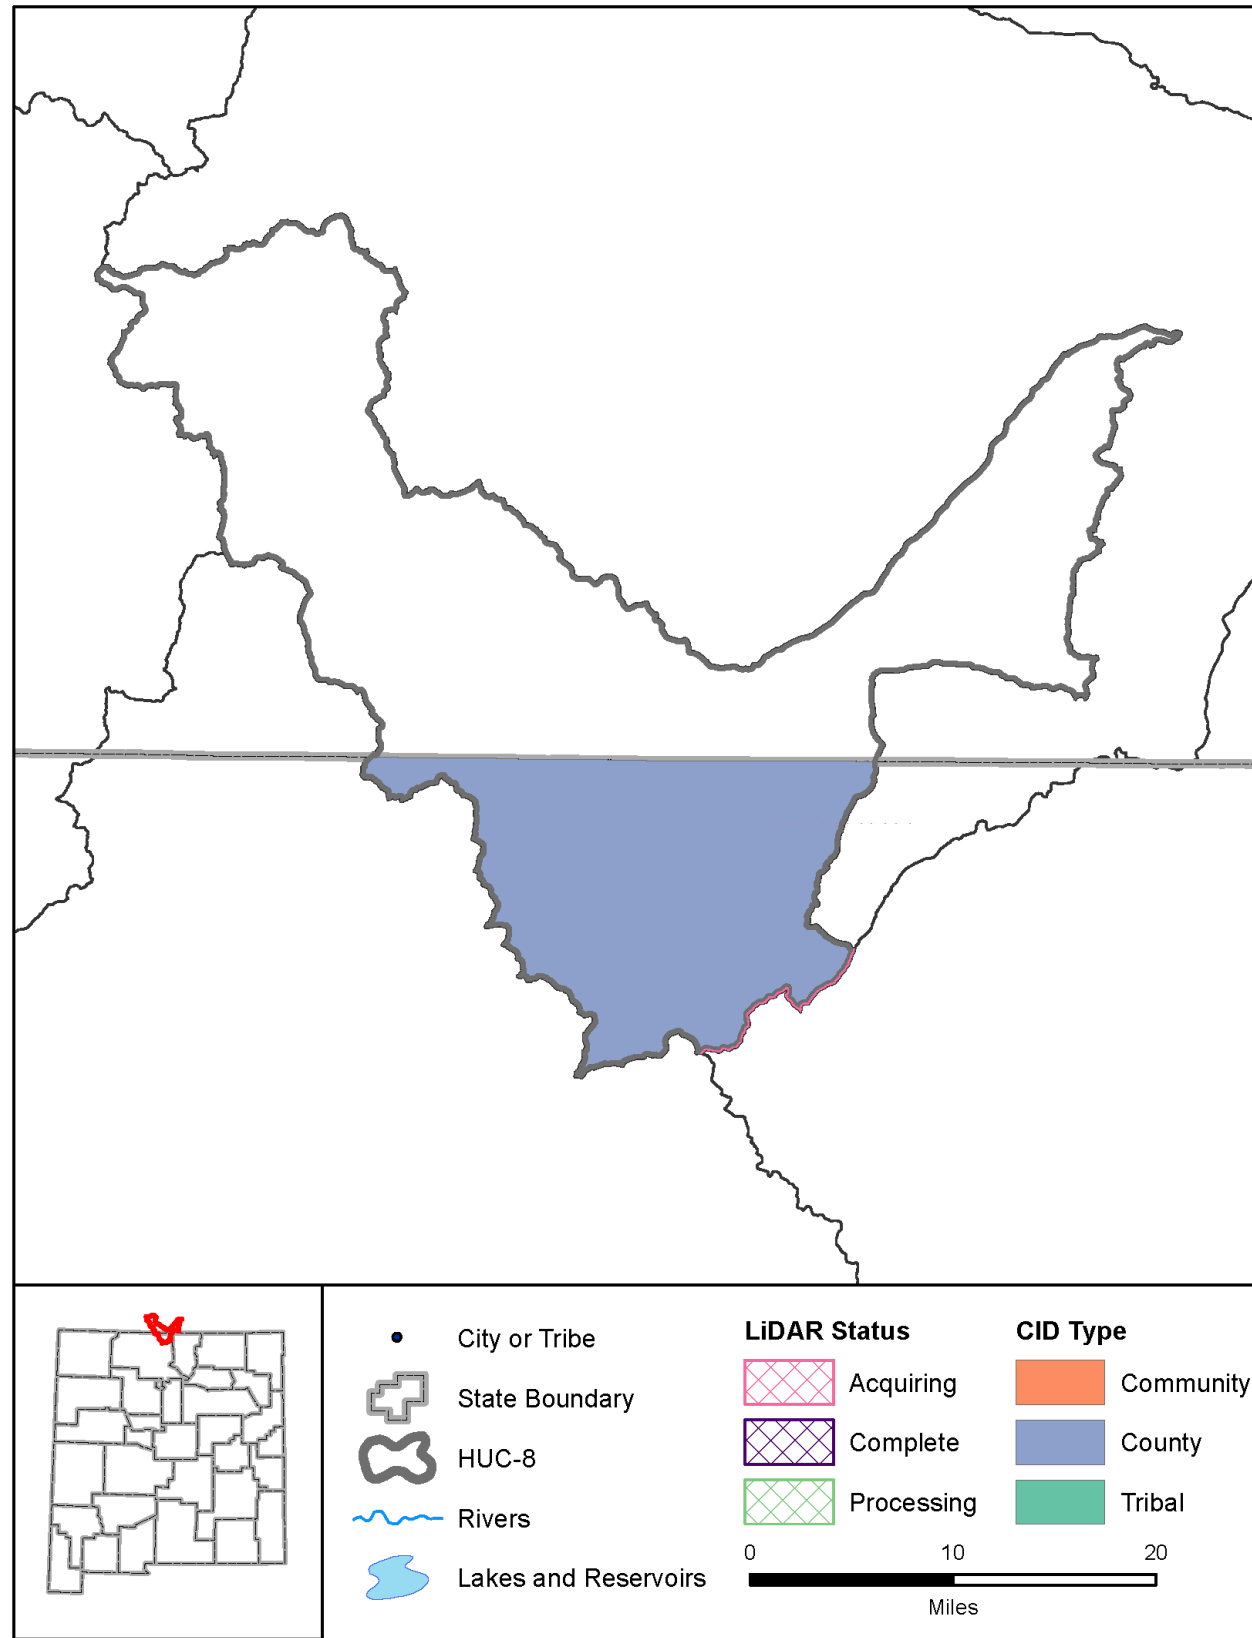 City or Tribe
State Boundary
HUC-8
Rivers
Lakes and Reservoirs
LiDAR Status
Acquiring
Complete
Processing
CID Type
Community
County
Tribal
0 10 20
Miles